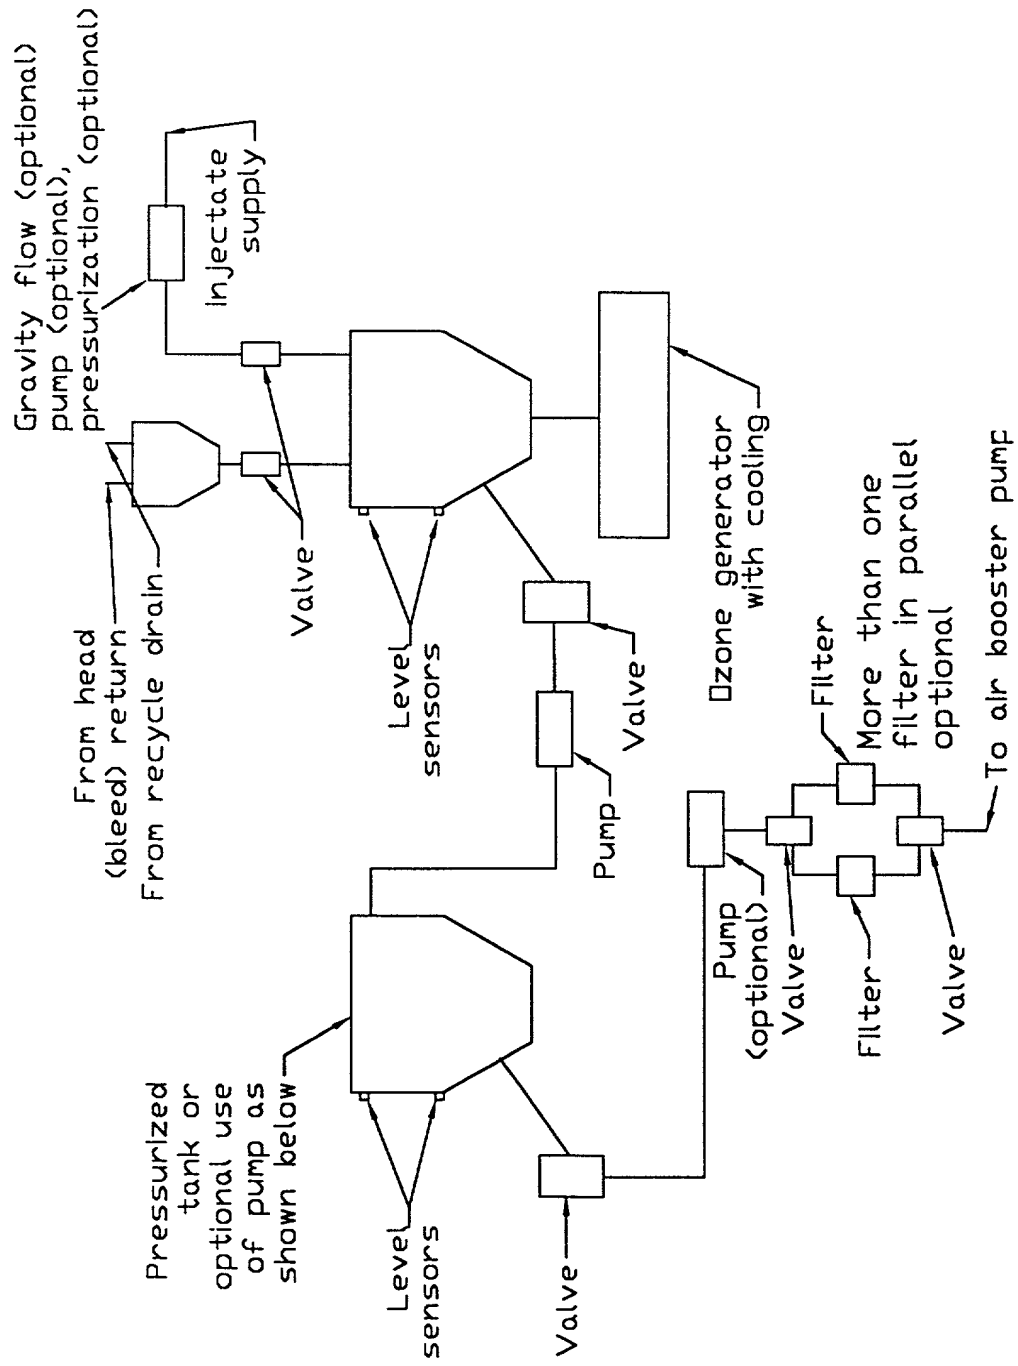 Gravity flow (optional)
pump (optional),
pressurization (optional)
Injectate
supply
From head
(bleed) return
From recycle drain
Valve
Level
sensors
Pressurized
tank or
optional use
of pump as
shown below
Level
sensors
Valve
Pump
Valve
Ozone generator
with cooling
Pump
(optional)
Valve
Filter
Filter
More than one
filter in parallel
optional
Valve
To air booster pump